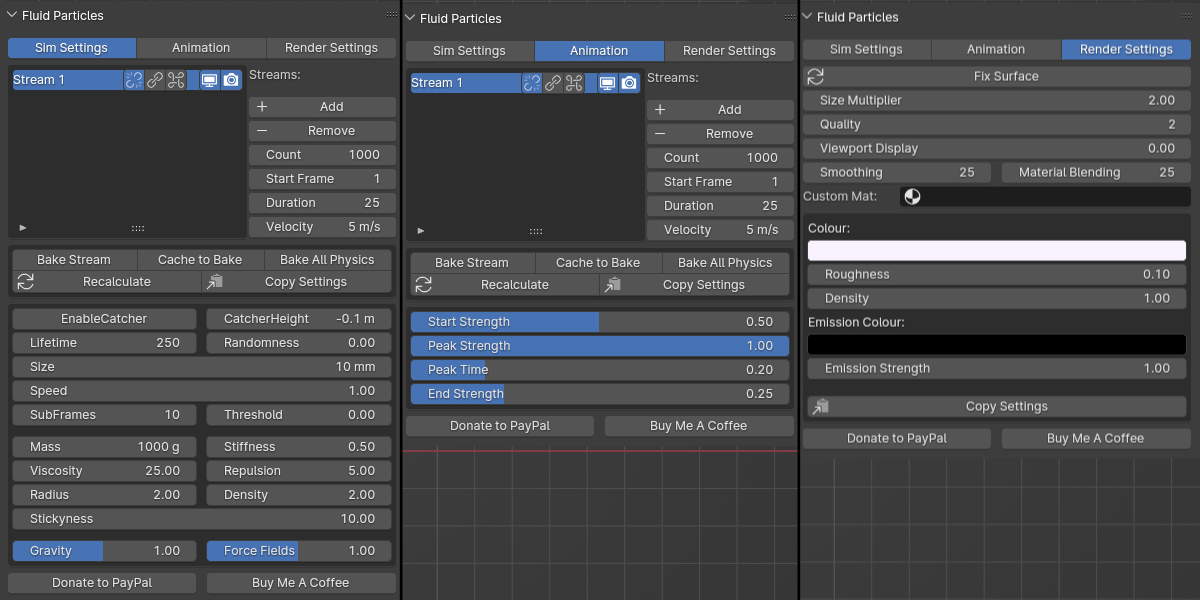 Fluid Particles
Sim Settings Animation Render Settings
Stream 1
Streams:
Add
Remove
Count 1000
Start Frame 1
Duration 25
Velocity 5 m/s
Bake Stream Cache to Bake Bake All Physics
Recalculate Copy Settings
EnableCatcher CatcherHeight -0.1 m
Lifetime 250 Randomness 0.00
Size 10 mm
Speed 1.00
SubFrames 10 Threshold 0.00
Mass 1000 g Stiffness 0.50
Viscosity 25.00 Repulsion 5.00
Radius 2.00 Density 2.00
Stickyness 10.00
Gravity 1.00 Force Fields 1.00
Donate to PayPal Buy Me A Coffee
Fluid Particles
Sim Settings Animation Render Settings
Stream 1
Streams:
Add
Remove
Count 1000
Start Frame 1
Duration 25
Velocity 5 m/s
Bake Stream Cache to Bake Bake All Physics
Recalculate Copy Settings
Start Strength 0.50
Peak Strength 1.00
Peak Time 0.20
End Strength 0.25
Donate to PayPal Buy Me A Coffee
Fluid Particles
Sim Settings Animation Render Settings
Fix Surface
Size Multiplier 2.00
Quality 2
Viewport Display 0.00
Smoothing 25 Material Blending 25
Custom Mat:
Colour:
Roughness 0.10
Density 1.00
Emission Colour:
Emission Strength 1.00
Copy Settings
Donate to PayPal Buy Me A Coffee